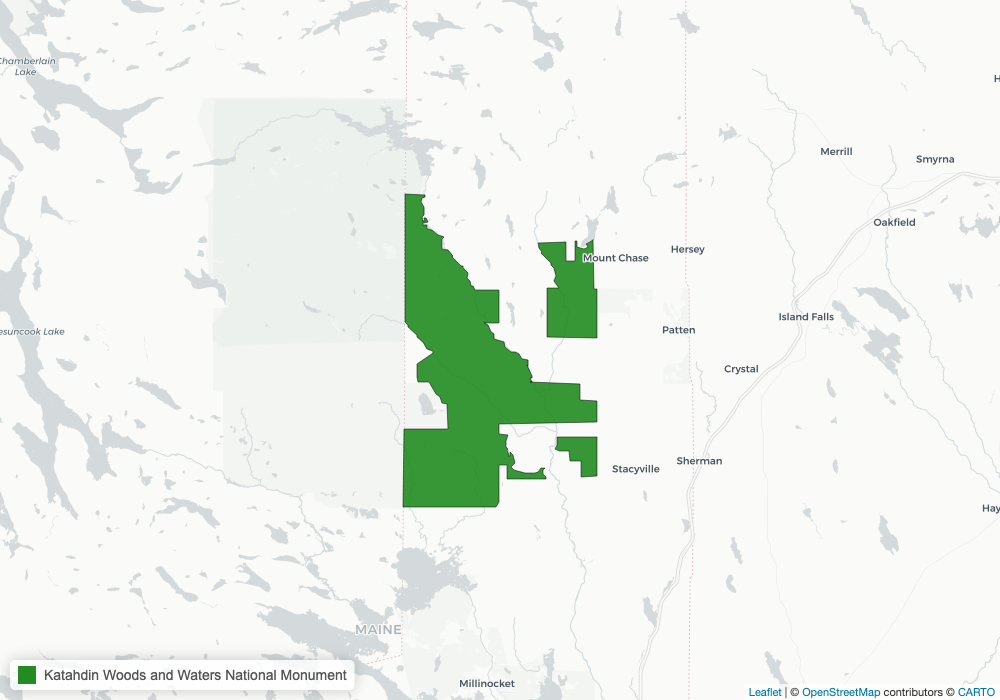 Chamberlain
Lake
H
Merrill
Smyrna
Oakfield
Hersey
Mount Chase
Island Falls
esuncook Lake
Patten
Crystal
Sherman
Stacyville
Hay
MAINE
Katahdin Woods and Waters National Monument
Millinocket
Leaflet | © OpenStreetMap contributors © CARTO